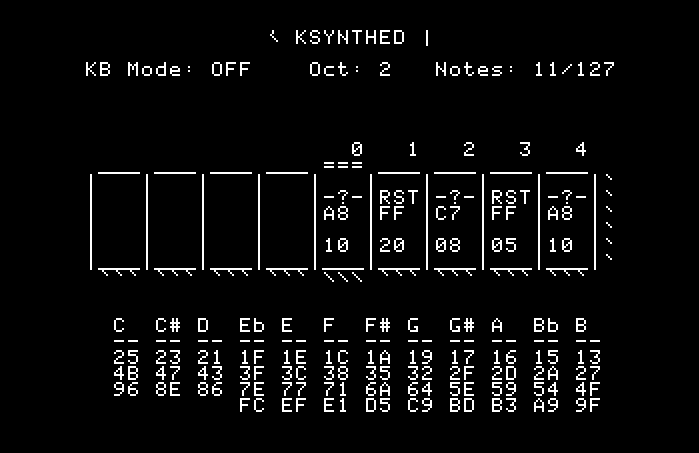 \ KSYNTHED |
KB Mode: OFF Oct: 2 Notes: 11/127
0 1 2 3 4
===
-?- RST -?- RST -?-
A8 FF C7 FF A8
10 20 08 05 10
C C# D Eb E F F# G G# A Bb B
-- -- -- -- -- -- -- -- -- -- -- --
25 23 21 1F 1E 1C 1A 19 17 16 15 13
4B 47 43 3F 3C 38 35 32 2F 2D 2A 27
96 8E 86 7E 77 71 6A 64 5E 59 54 4F
FC EF E1 D5 C9 BD B3 A9 9F